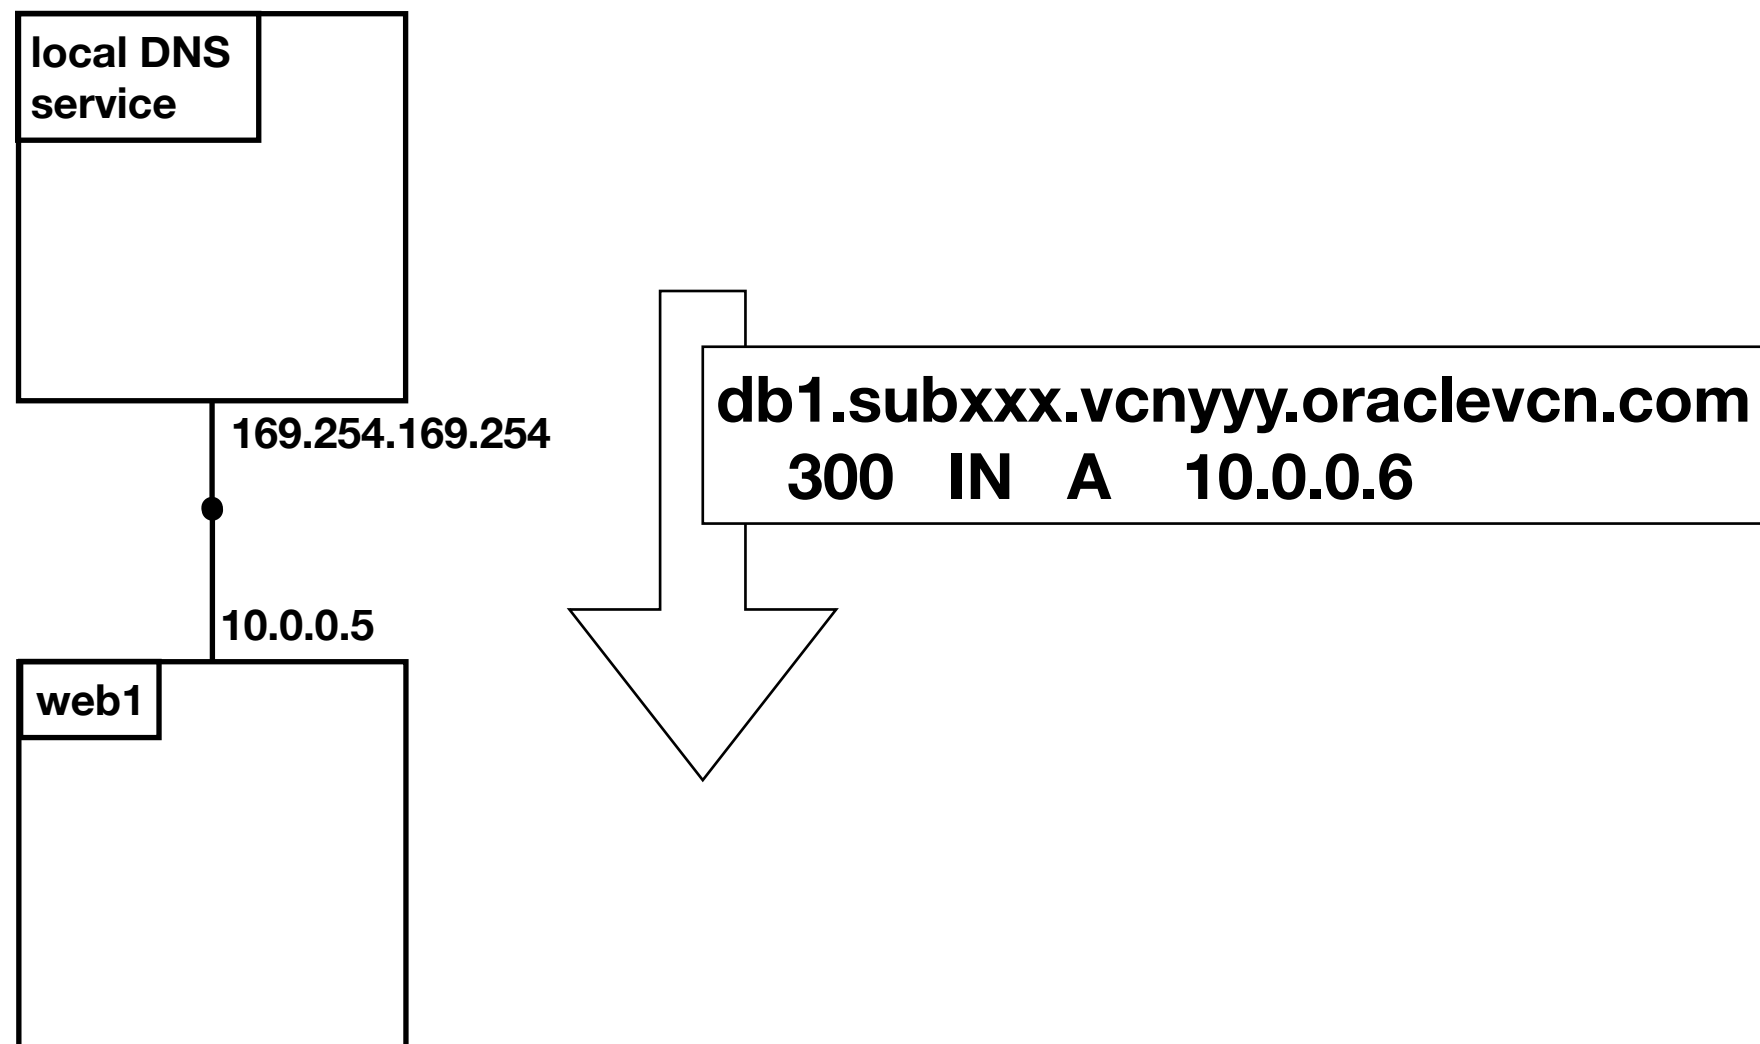 local DNS
service
169.254.169.254
db1.subxxx.vcnyyy.oraclevcn.com
300 IN A 10.0.0.6
10.0.0.5
web1